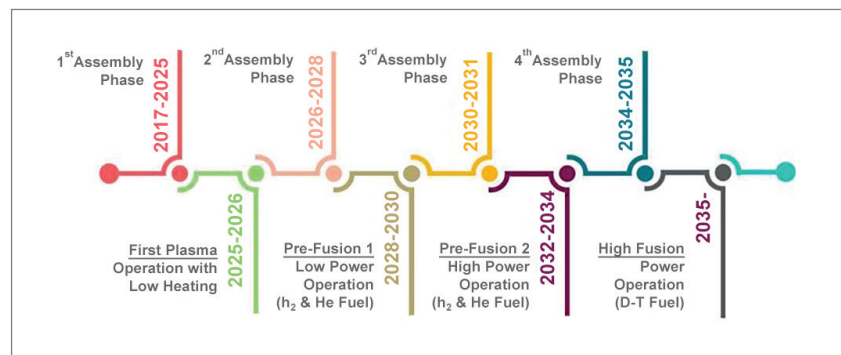 1st Assembly
Phase
2017-2025
2nd Assembly
Phase
2026-2028
3rd Assembly
Phase
2030-2031
4th Assembly
Phase
2034-2035
First Plasma
Operation with
Low Heating
2025-2026
Pre-Fusion 1
Low Power
Operation
(h₂ & He Fuel)
2028-2030
Pre-Fusion 2
High Power
Operation
(h₂ & He Fuel)
2032-2034
High Fusion
Power
Operation
(D-T Fuel)
2035-